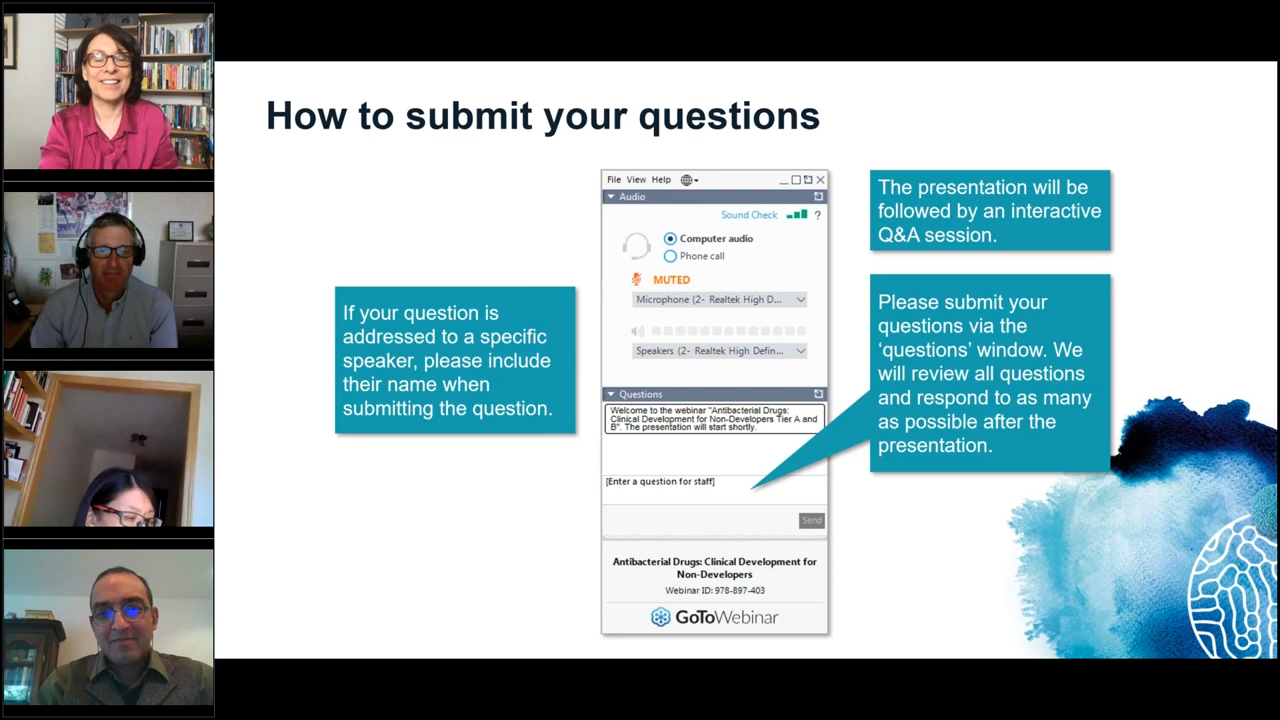 How to submit your questions
If your question is
addressed to a specific
speaker, please include
their name when
submitting the question.
File View Help
Audio
Sound Check ?
Computer audio
Phone call
MUTED
Microphone (2- Realtek High D...
Speakers (2- Realtek High Defin...
Questions
Welcome to the webinar "Antibacterial Drugs:
Clinical Development for Non-Developers Tier A and
B". The presentation will start shortly.
[Enter a question for staff]
Send
Antibacterial Drugs: Clinical Development for
Non-Developers
Webinar ID: 978-897-403
GoToWebinar
The presentation will be
followed by an interactive
Q&A session.
Please submit your
questions via the
‘questions’ window. We
will review all questions
and respond to as many
as possible after the
presentation.